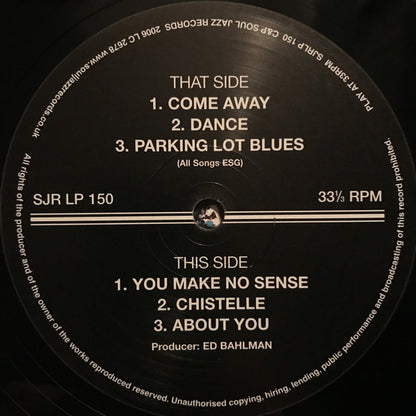 PLAY AT 33RPM SJRLP 150 C&P SOUL JAZZ RECORDS 2006 LC 2678 www.souljazzrecords.co.uk
THAT SIDE
1. COME AWAY
2. DANCE
3. PARKING LOT BLUES
(All Songs ESG)
SJR LP 150
33⅓ RPM
THIS SIDE
1. YOU MAKE NO SENSE
2. CHISTELLE
3. ABOUT YOU
Producer: ED BAHLMAN
All rights of the producer and of the owner of the works reproduced reserved. Unauthorised copying, hiring, lending, public performance and broadcasting of this record prohibited.